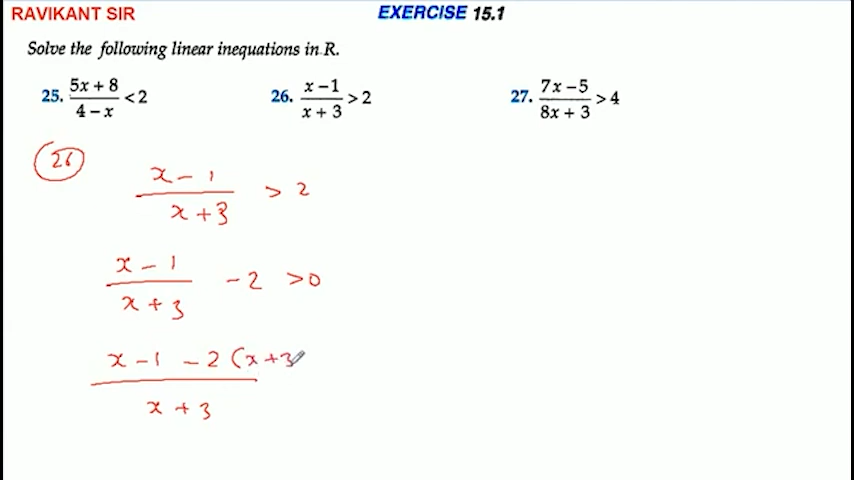 RAVIKANT SIR
EXERCISE 15.1
Solve the following linear inequations in R.
25. (5x + 8)/(4 − x) < 2 26. (x − 1)/(x + 3) > 2 27. (7x − 5)/(8x + 3) > 4
26
x − 1
x + 3 > 2
x − 1
x + 3 − 2 > 0
x − 1 − 2 (x + 3
x + 3